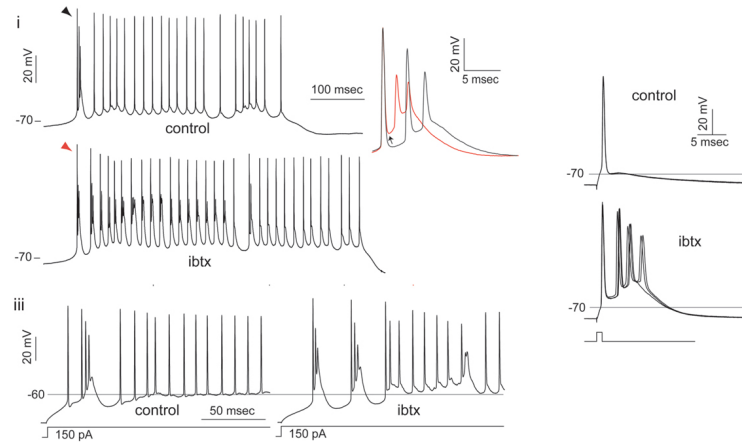 i
20 mV
-70
control
100 msec
20 mV
5 msec
-70
ibtx
control
20 mV
5 msec
-70
ibtx
-70
iii
20 mV
-60
control
50 msec
ibtx
150 pA
150 pA